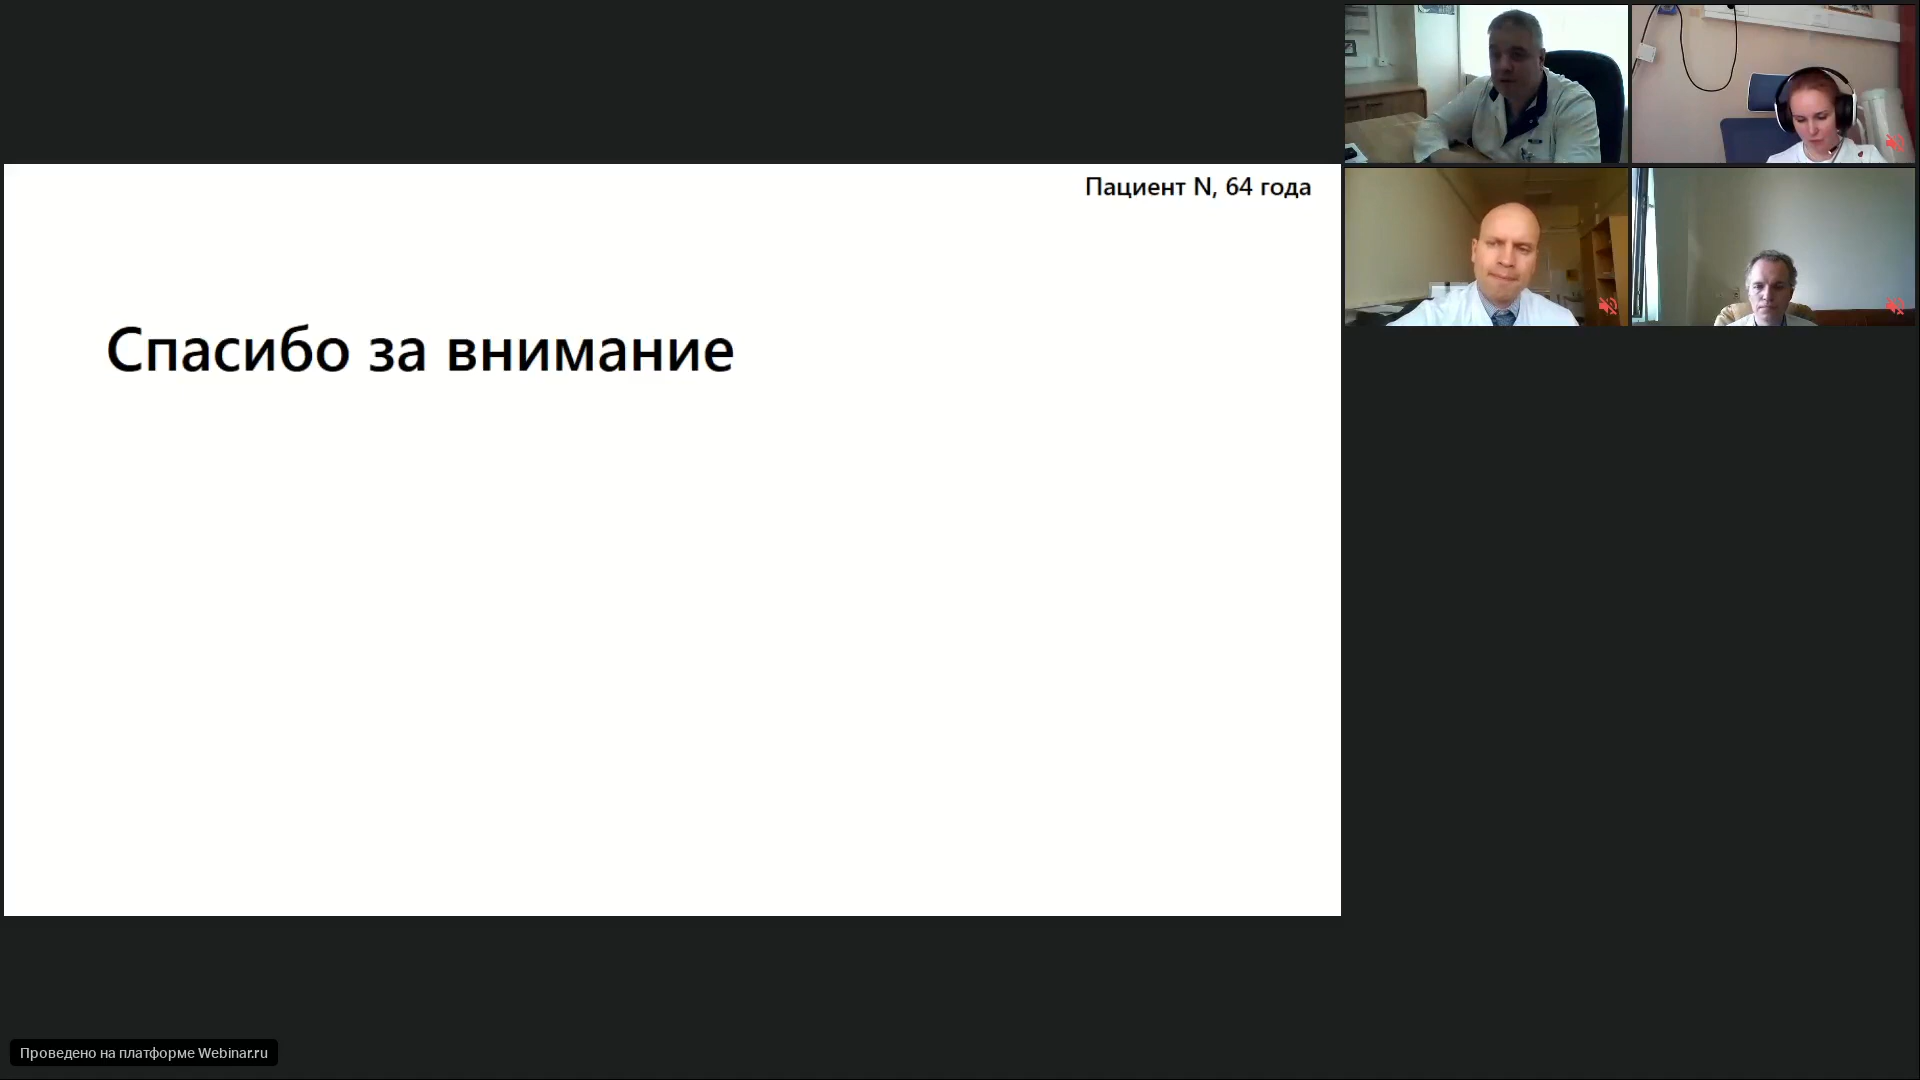 Пациент N, 64 года
Спасибо за внимание
Проведено на платформе Webinar.ru